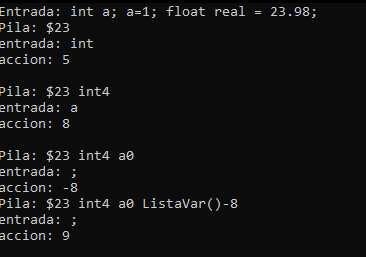 Entrada: int a; a=1; float real = 23.98;
Pila: $23
entrada: int
accion: 5
Pila: $23 int4
entrada: a
accion: 8
Pila: $23 int4 a0
entrada: ;
accion: -8
Pila: $23 int4 a0 ListaVar()-8
entrada: ;
accion: 9